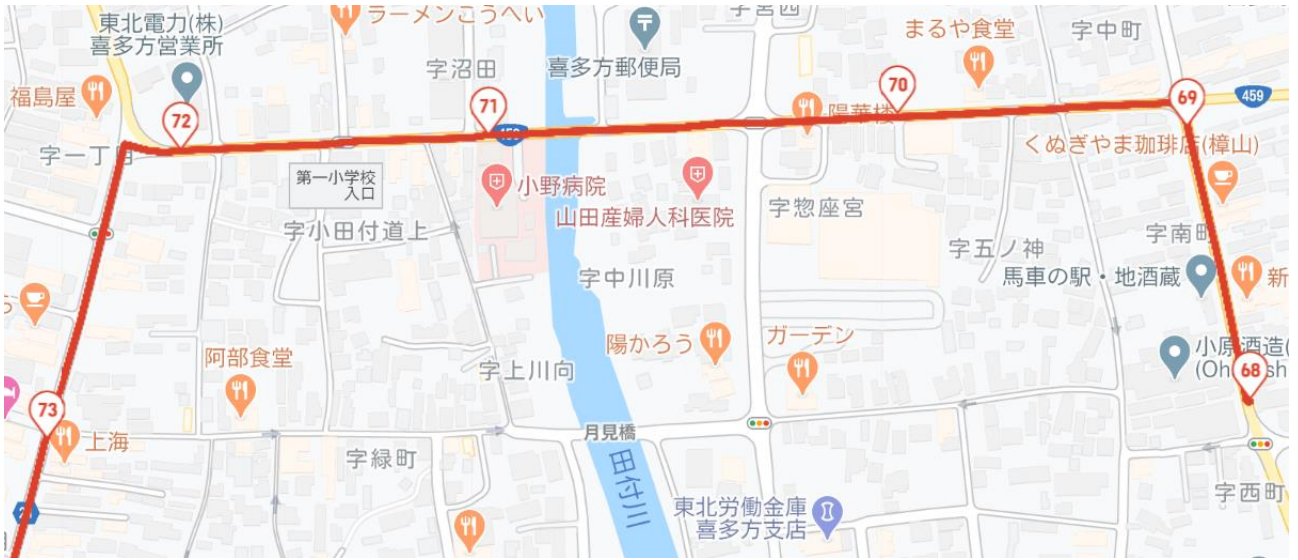 東北電力(株)
喜多方営業所
ラーメンこうへい
字沼田
喜多方郵便局
字宮西
まるや食堂
字中町
福島屋
72
71
459
陽華楼
70
69
459
字一丁目
第一小学校
入口
小野病院
山田産婦人科医院
くぬぎやま珈琲店(樟山)
字小田付道上
字中川原
字惣座宮
字五ノ神
字南町
馬車の駅・地酒蔵
新
阿部食堂
字上川向
陽かろう
ガーデン
小原酒造(
(Oh
sh
68
73
上海
字緑町
月見橋
田付川
東北労働金庫
喜多方支店
字西町